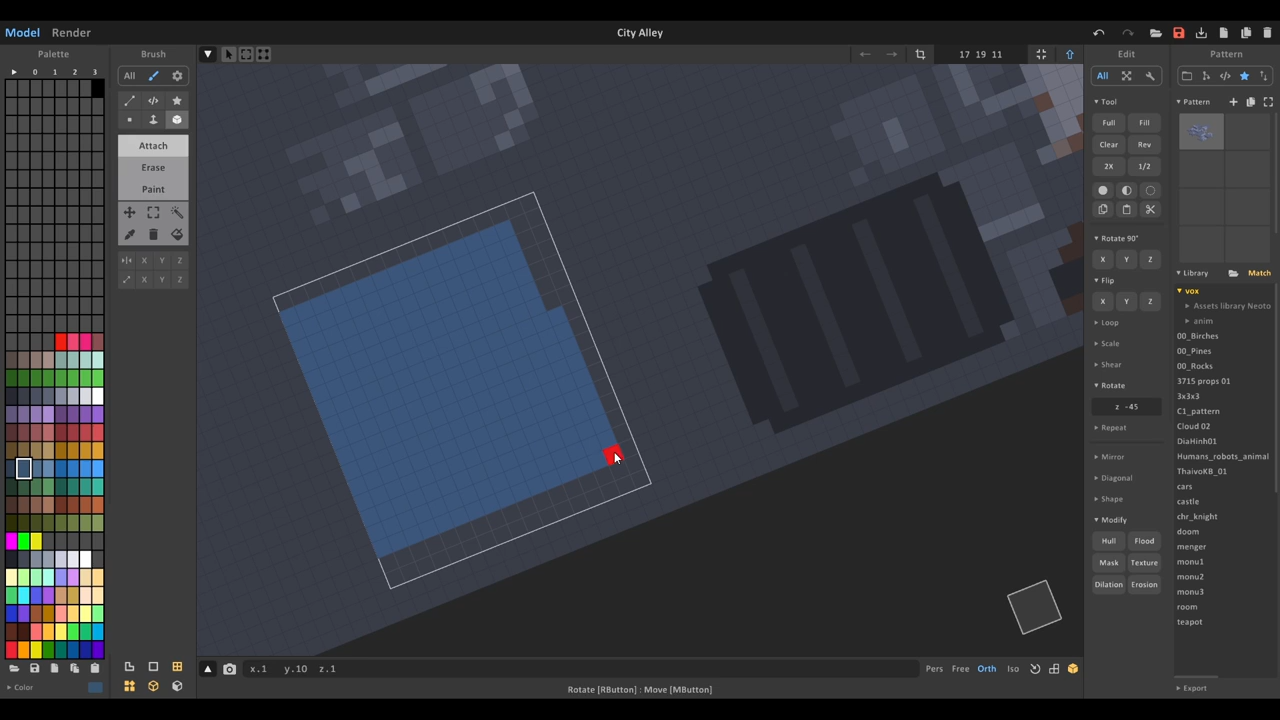 Model Render
City Alley
Palette
Brush
17 19 11
Edit
Pattern
0 1 2 3
All
All
Tool
Pattern
Full Fill
Attach
Clear Rev
Erase
2X 1/2
Paint
Rotate 90°
X Y Z
X Y Z
X Y Z
Flip
Library Match
X Y Z
vox
Assets library Neoto
anim
Loop
00_Birches
Scale
00_Pines
Shear
00_Rocks
Rotate
3715 props 01
z -45
3x3x3
C1_pattern
Repeat
Cloud 02
DiaHinh01
Mirror
Humans_robots_animal
Diagonal
ThaivoKB_01
Shape
cars
castle
Modify
chr_knight
doom
Hull Flood
menger
Mask Texture
monu1
Dilation Erosion
monu2
monu3
room
teapot
x.1 y.10 z.1
Pers Free Orth Iso
Color
Rotate [RButton] : Move [MButton]
Export